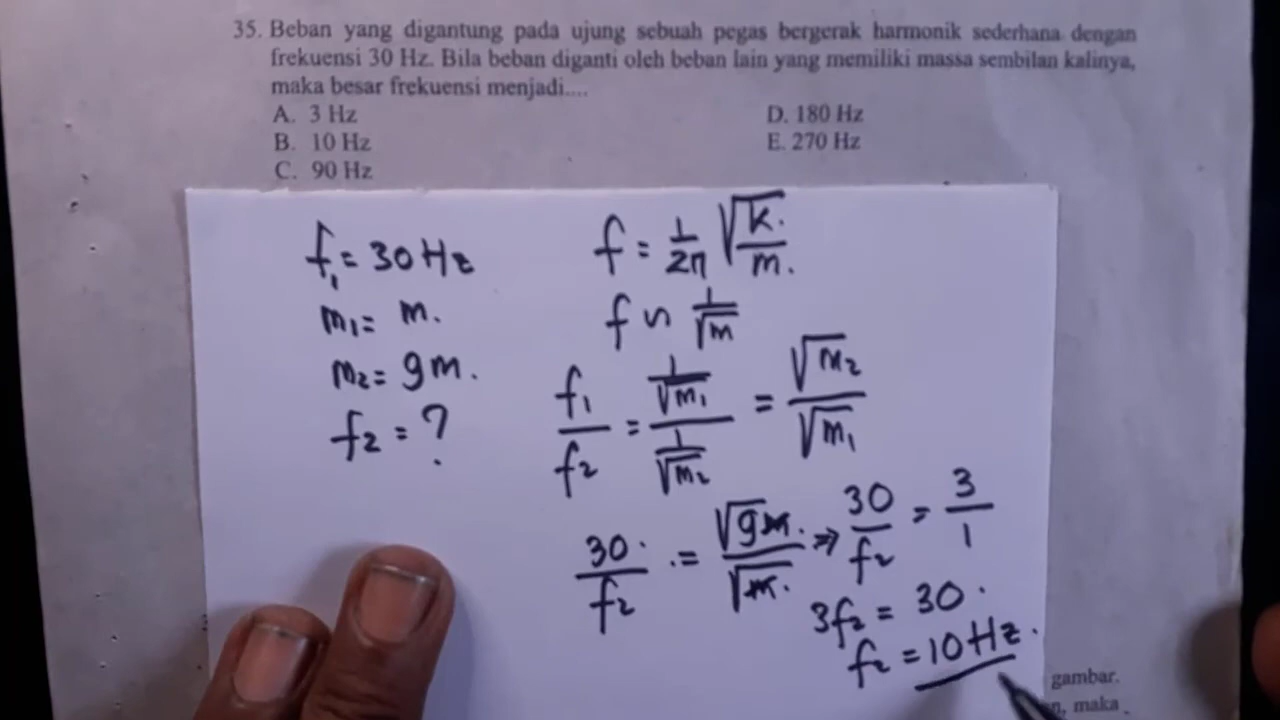 35. Beban yang digantung pada ujung sebuah pegas bergerak harmonik sederhana dengan
frekuensi 30 Hz. Bila beban diganti oleh beban lain yang memiliki massa sembilan kalinya,
maka besar frekuensi menjadi....
A. 3 Hz
B. 10 Hz
C. 90 Hz
D. 180 Hz
E. 270 Hz
f₁ = 30 Hz
m₁ = m.
m₂ = 9m.
f₂ = ?
f = 1/2π √k/m.
f ∽ 1/√m
f₁/f₂ = (1/√m₁)/(1/√m₂) = √m₂/√m₁
30/f₂ = √9m./√m. ⇒ 30/f₂ = 3/1
3f₂ = 30.
f₂ = 10 Hz.
gambar.
n, maka